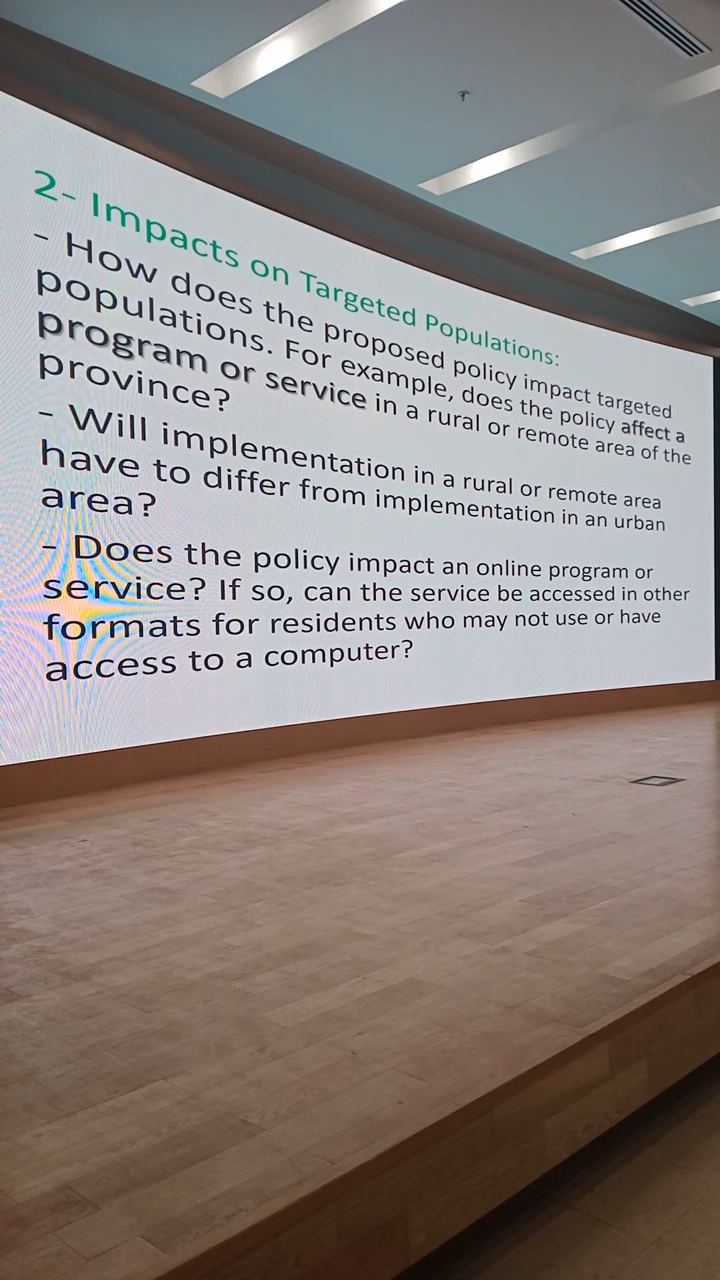 2- Impacts on Targeted Populations:
- How does the proposed policy impact targeted
populations. For example, does the policy affect a
program or service in a rural or remote area of the
province?
- Will implementation in a rural or remote area
have to differ from implementation in an urban
area?
- Does the policy impact an online program or
service? If so, can the service be accessed in other
formats for residents who may not use or have
access to a computer?